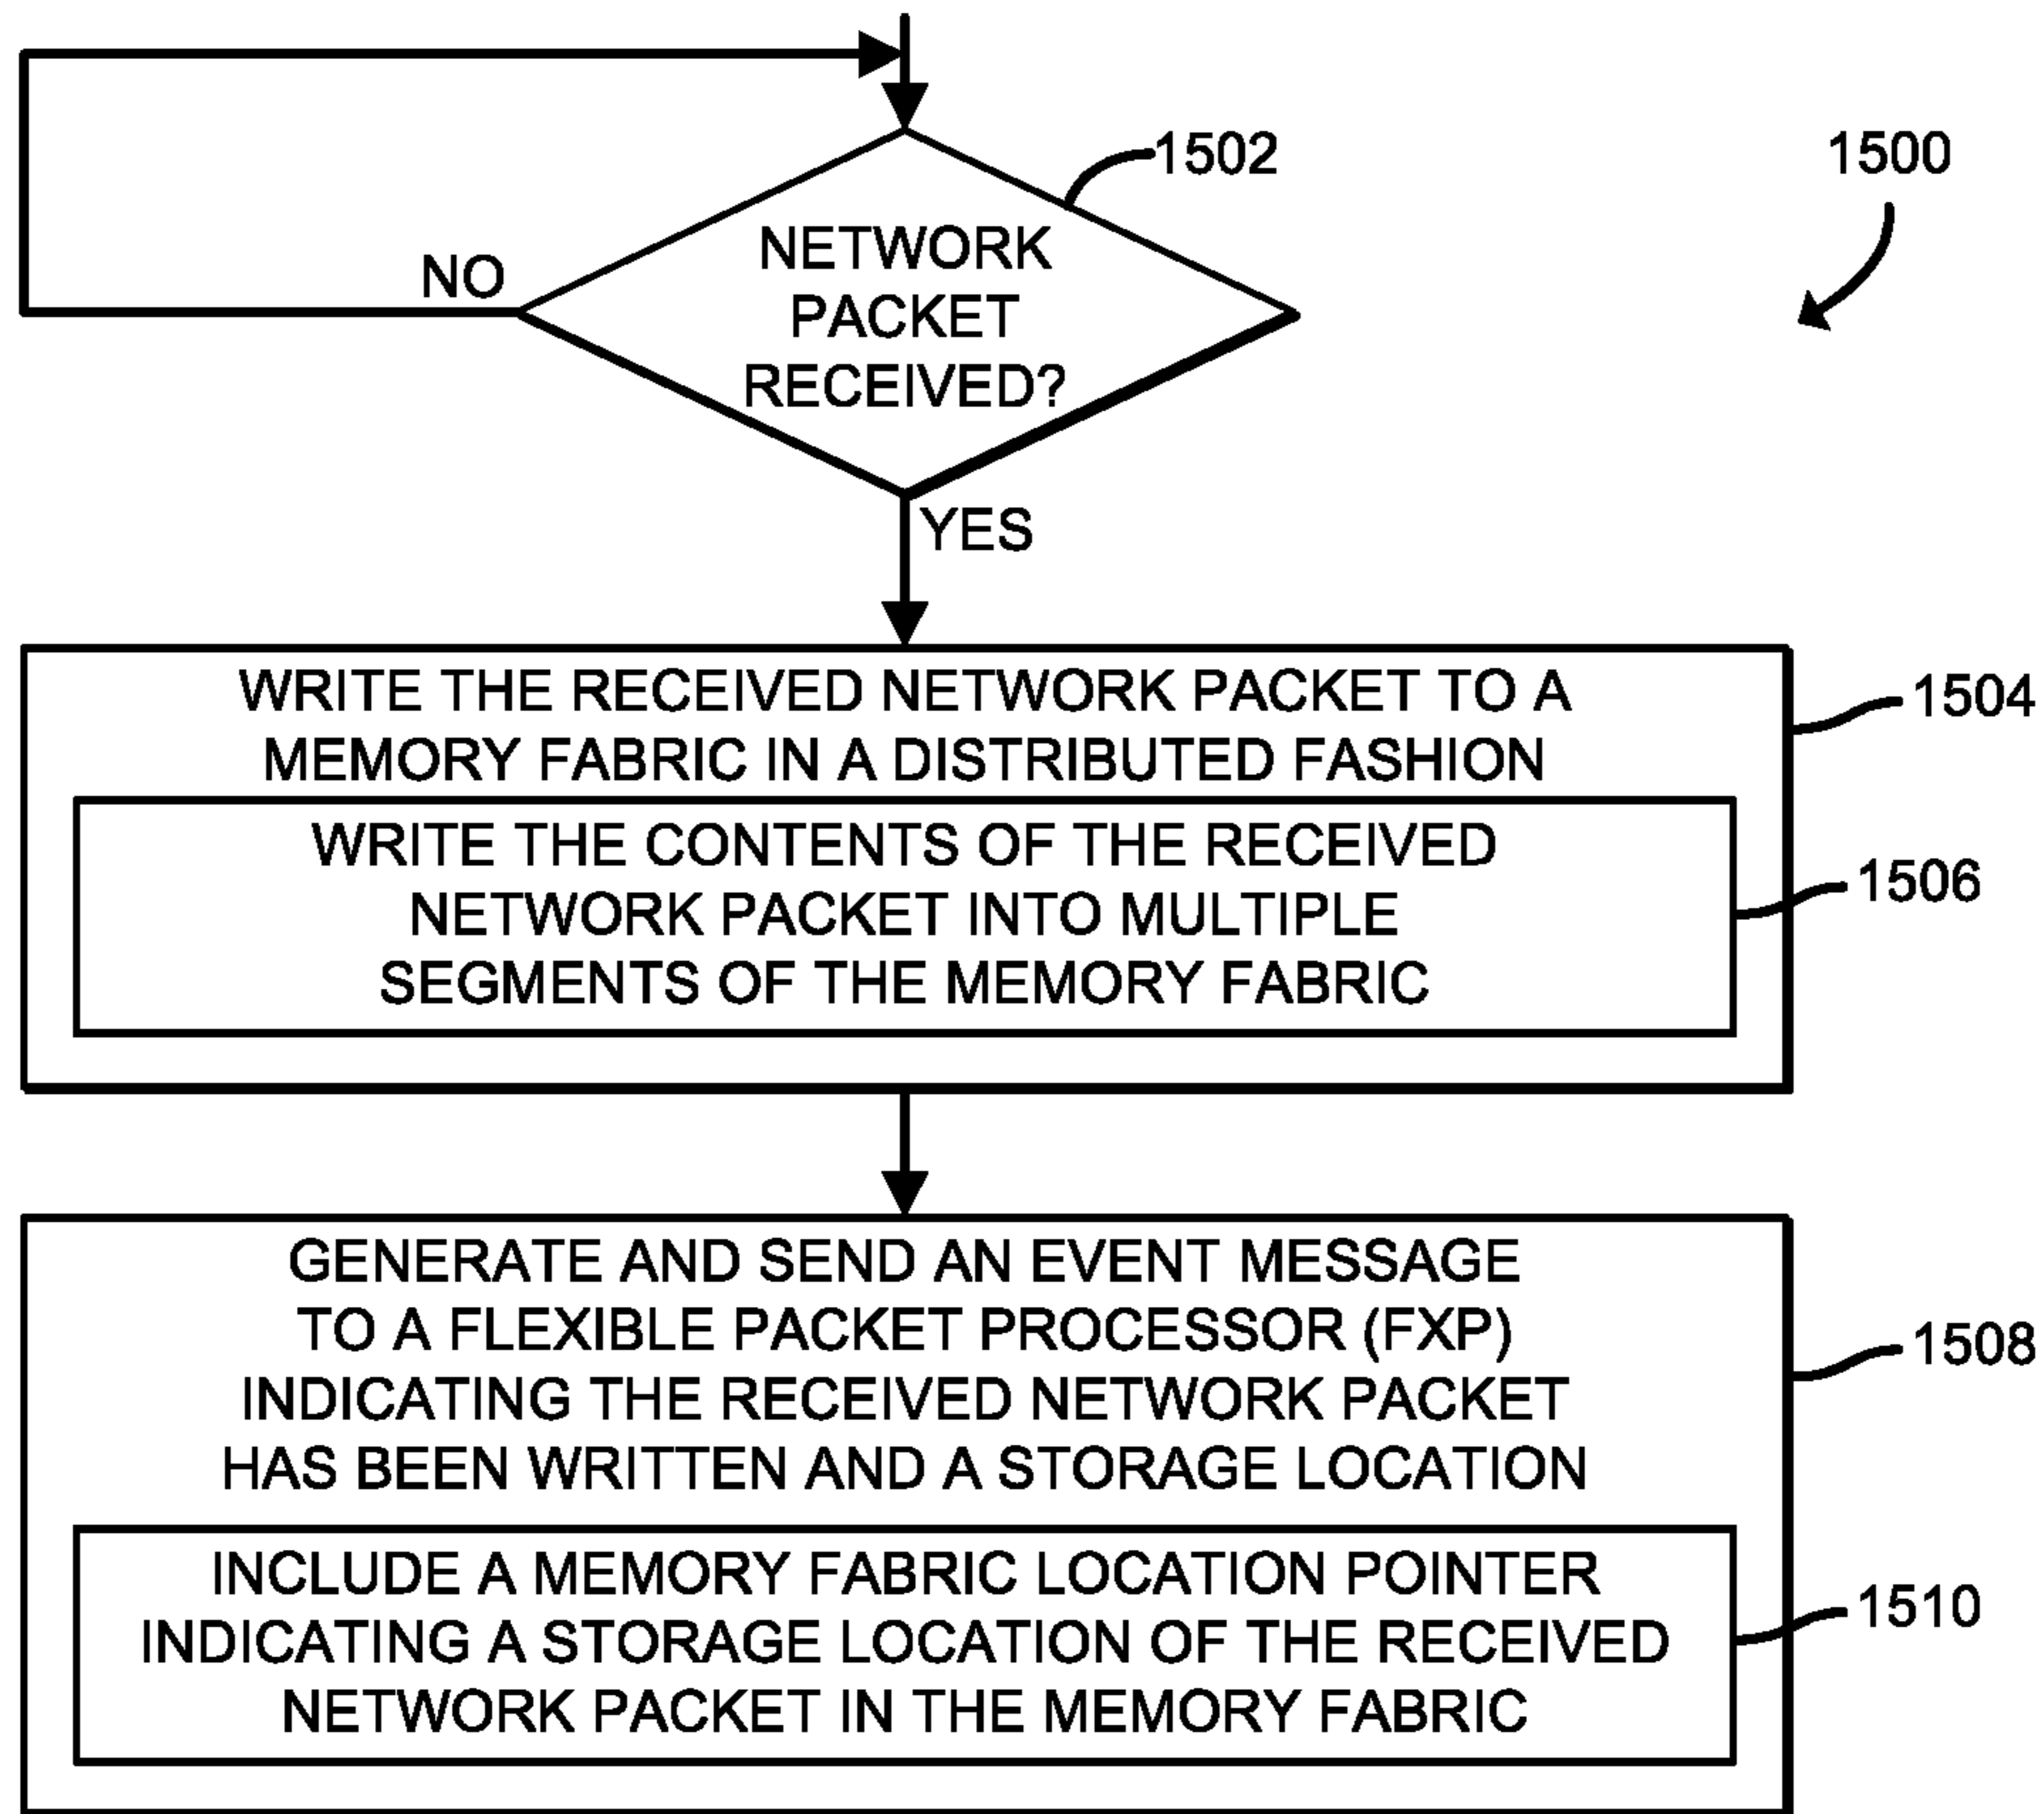 1502
1500
NETWORK
PACKET
RECEIVED?
NO
YES
WRITE THE RECEIVED NETWORK PACKET TO A
MEMORY FABRIC IN A DISTRIBUTED FASHION
1504
WRITE THE CONTENTS OF THE RECEIVED
NETWORK PACKET INTO MULTIPLE
SEGMENTS OF THE MEMORY FABRIC
1506
GENERATE AND SEND AN EVENT MESSAGE
TO A FLEXIBLE PACKET PROCESSOR (FXP)
INDICATING THE RECEIVED NETWORK PACKET
HAS BEEN WRITTEN AND A STORAGE LOCATION
1508
INCLUDE A MEMORY FABRIC LOCATION POINTER
INDICATING A STORAGE LOCATION OF THE RECEIVED
NETWORK PACKET IN THE MEMORY FABRIC
1510